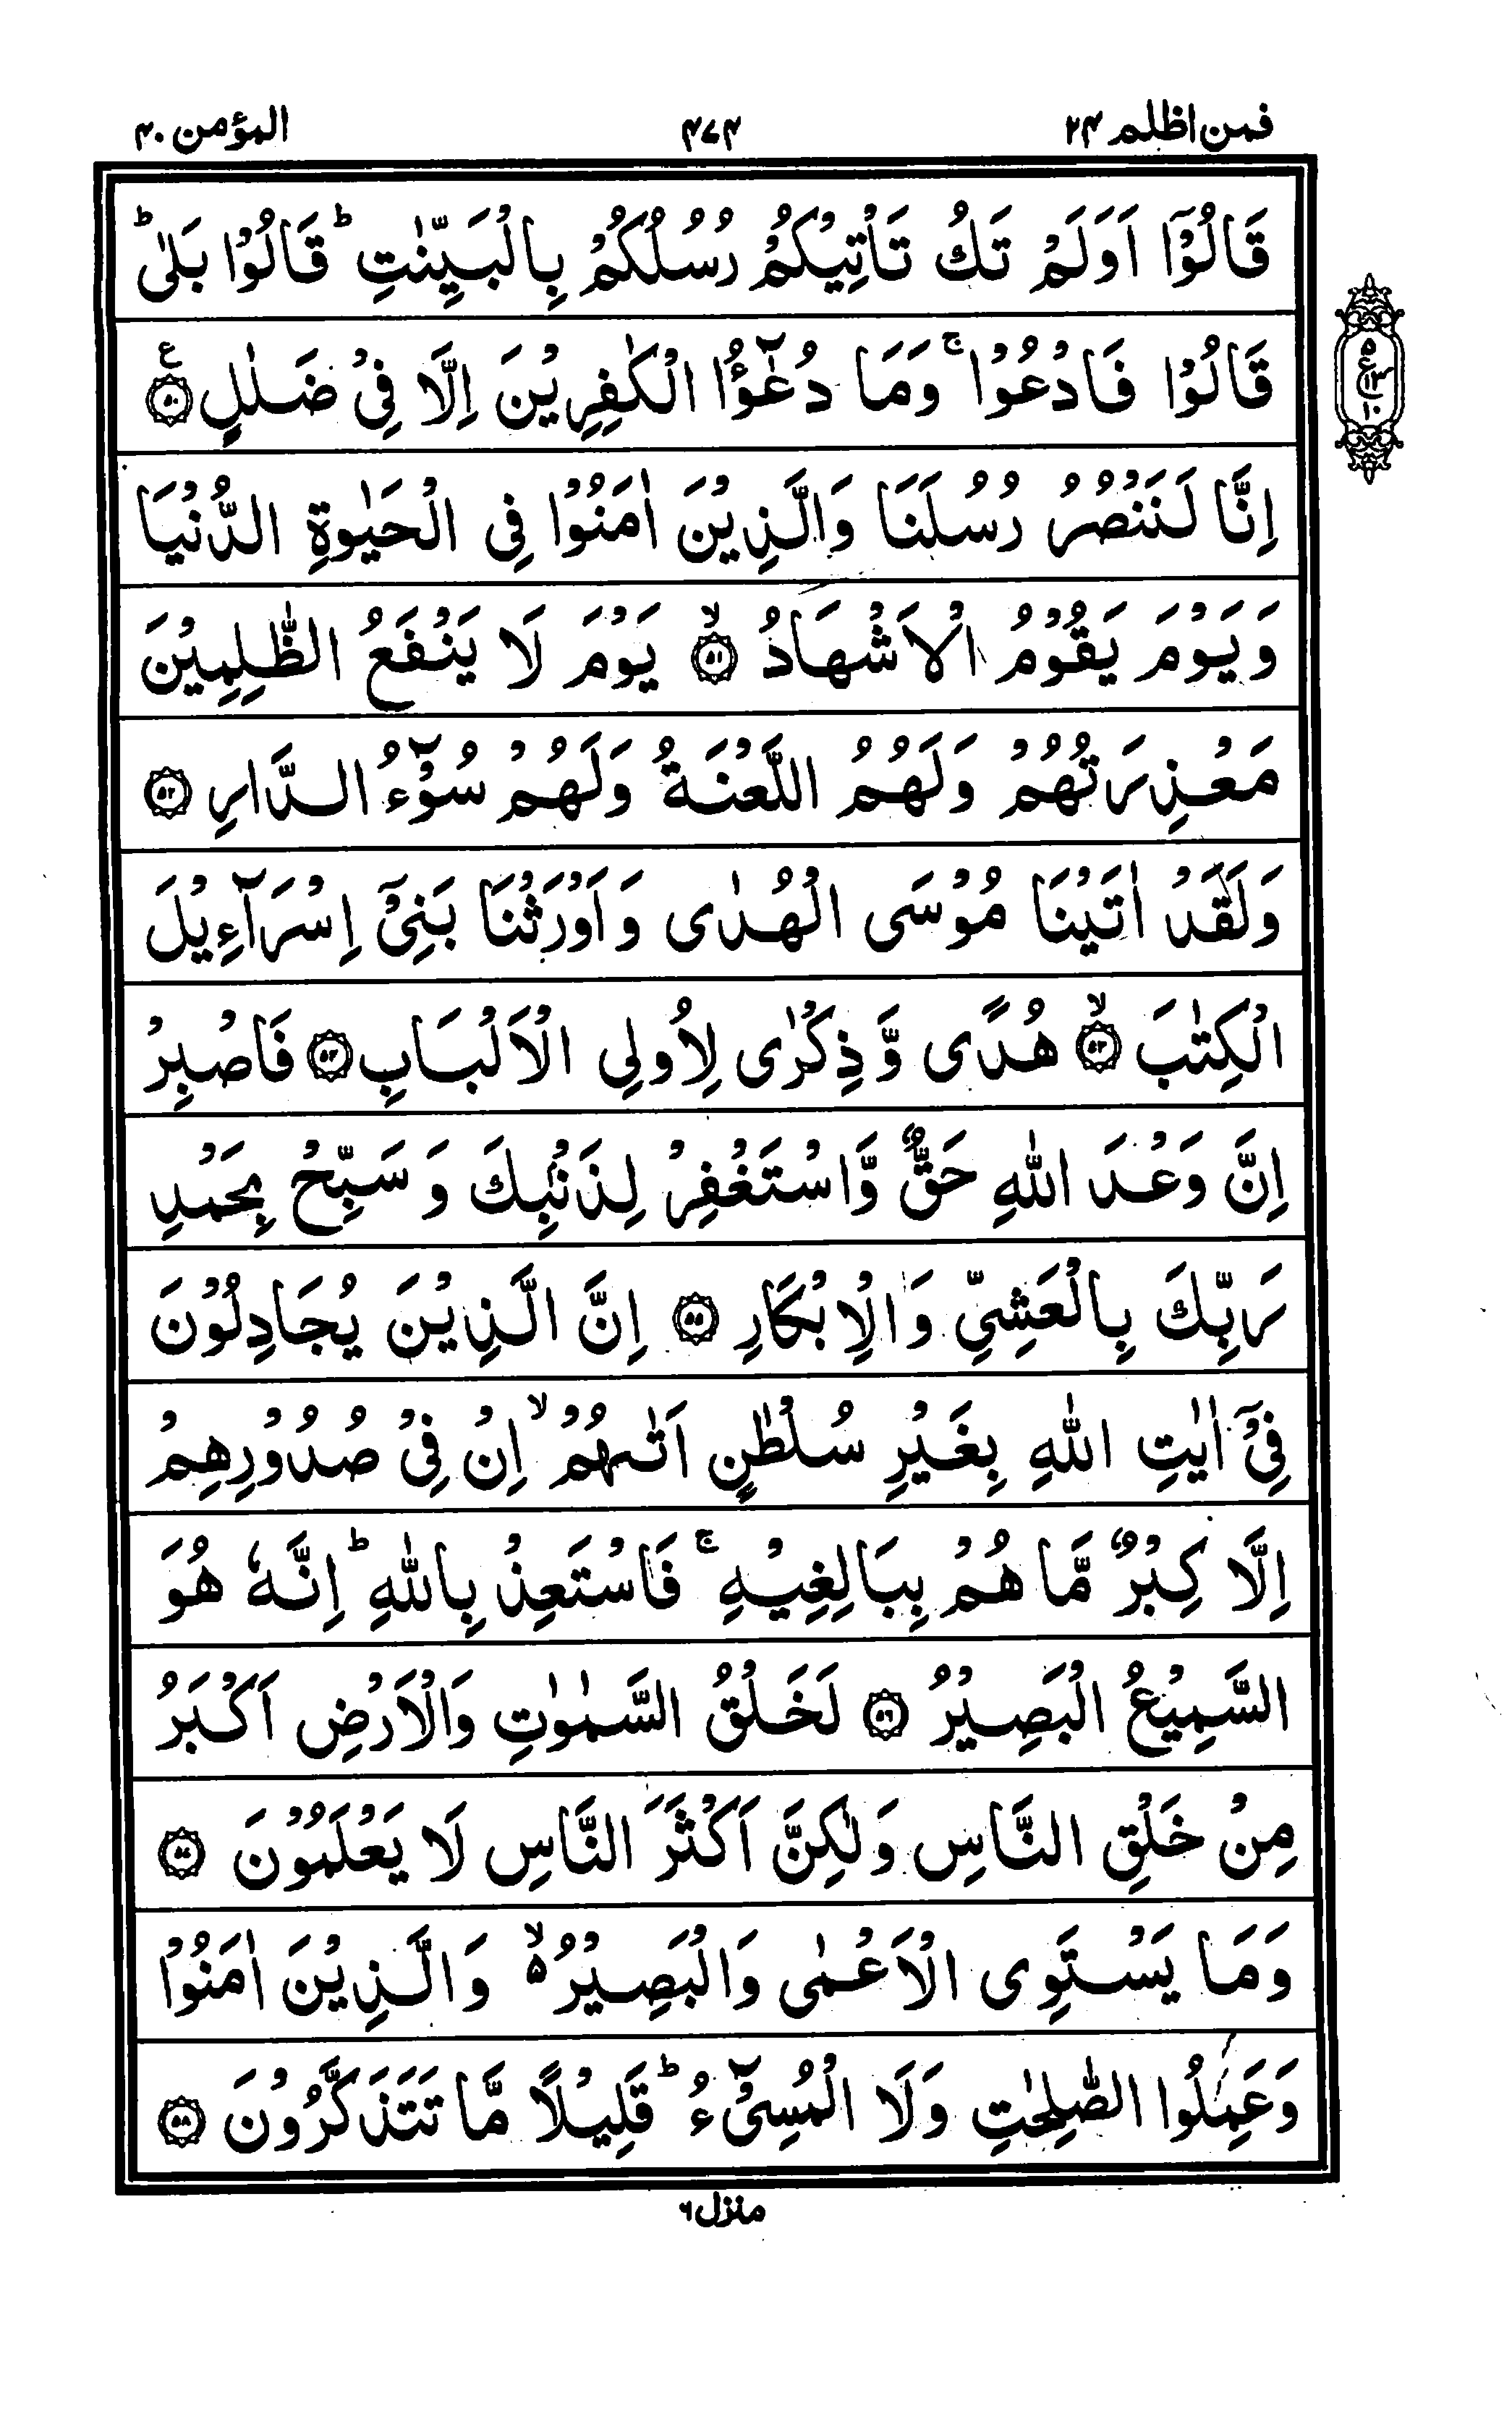 فمن اظلم ۲۴
۴۷۴
المؤمن ۴۰
قَالُوْۤا اَوَلَمْ تَكُ تَاْتِيْكُمْ رُسُلُكُمْ بِالْبَيِّنٰتِ ؕ قَالُوْا بَلٰى ؕ
قَالُوْا فَادْعُوْا ۚ وَمَا دُعٰٓؤُا الْكٰفِرِيْنَ اِلَّا فِيْ ضَلٰلٍ ﴿۵۰﴾ ع
اِنَّا لَنَنْصُرُ رُسُلَنَا وَالَّذِيْنَ اٰمَنُوْا فِى الْحَيٰوةِ الدُّنْيَا
وَيَوْمَ يَقُوْمُ الْاَشْهَادُ ۙ﴿۵۱﴾ يَوْمَ لَا يَنْفَعُ الظّٰلِمِيْنَ
مَعْذِرَتُهُمْ وَلَهُمُ اللَّعْنَةُ وَلَهُمْ سُوْٓءُ الدَّارِ ﴿۵۲﴾
وَلَقَدْ اٰتَيْنَا مُوْسَى الْهُدٰى وَاَوْرَثْنَا بَنِيْۤ اِسْرَآءِيْلَ
الْكِتٰبَ ۙ﴿۵۳﴾ هُدًى وَّذِكْرٰى لِاُولِى الْاَلْبَابِ ﴿۵۴﴾ فَاصْبِرْ
اِنَّ وَعْدَ اللّٰهِ حَقٌّ وَّاسْتَغْفِرْ لِذَنْۢبِكَ وَسَبِّحْ بِحَمْدِ
رَبِّكَ بِالْعَشِيِّ وَالْاِبْكَارِ ﴿۵۵﴾ اِنَّ الَّذِيْنَ يُجَادِلُوْنَ
فِيْۤ اٰيٰتِ اللّٰهِ بِغَيْرِ سُلْطٰنٍ اَتٰىهُمْ ۙ اِنْ فِيْ صُدُوْرِهِمْ
اِلَّا كِبْرٌ مَّا هُمْ بِبَالِغِيْهِ ۚ فَاسْتَعِذْ بِاللّٰهِ ؕ اِنَّهٗ هُوَ
السَّمِيْعُ الْبَصِيْرُ ﴿۵۶﴾ لَخَلْقُ السَّمٰوٰتِ وَالْاَرْضِ اَكْبَرُ
مِنْ خَلْقِ النَّاسِ وَلٰكِنَّ اَكْثَرَ النَّاسِ لَا يَعْلَمُوْنَ ﴿۵۷﴾
وَمَا يَسْتَوِى الْاَعْمٰى وَالْبَصِيْرُ ۙ۵ وَالَّذِيْنَ اٰمَنُوْا
وَعَمِلُوا الصّٰلِحٰتِ وَلَا الْمُسِيْٓءُ ؕ قَلِيْلًا مَّا تَتَذَكَّرُوْنَ ﴿۵۸﴾
منزل ۶